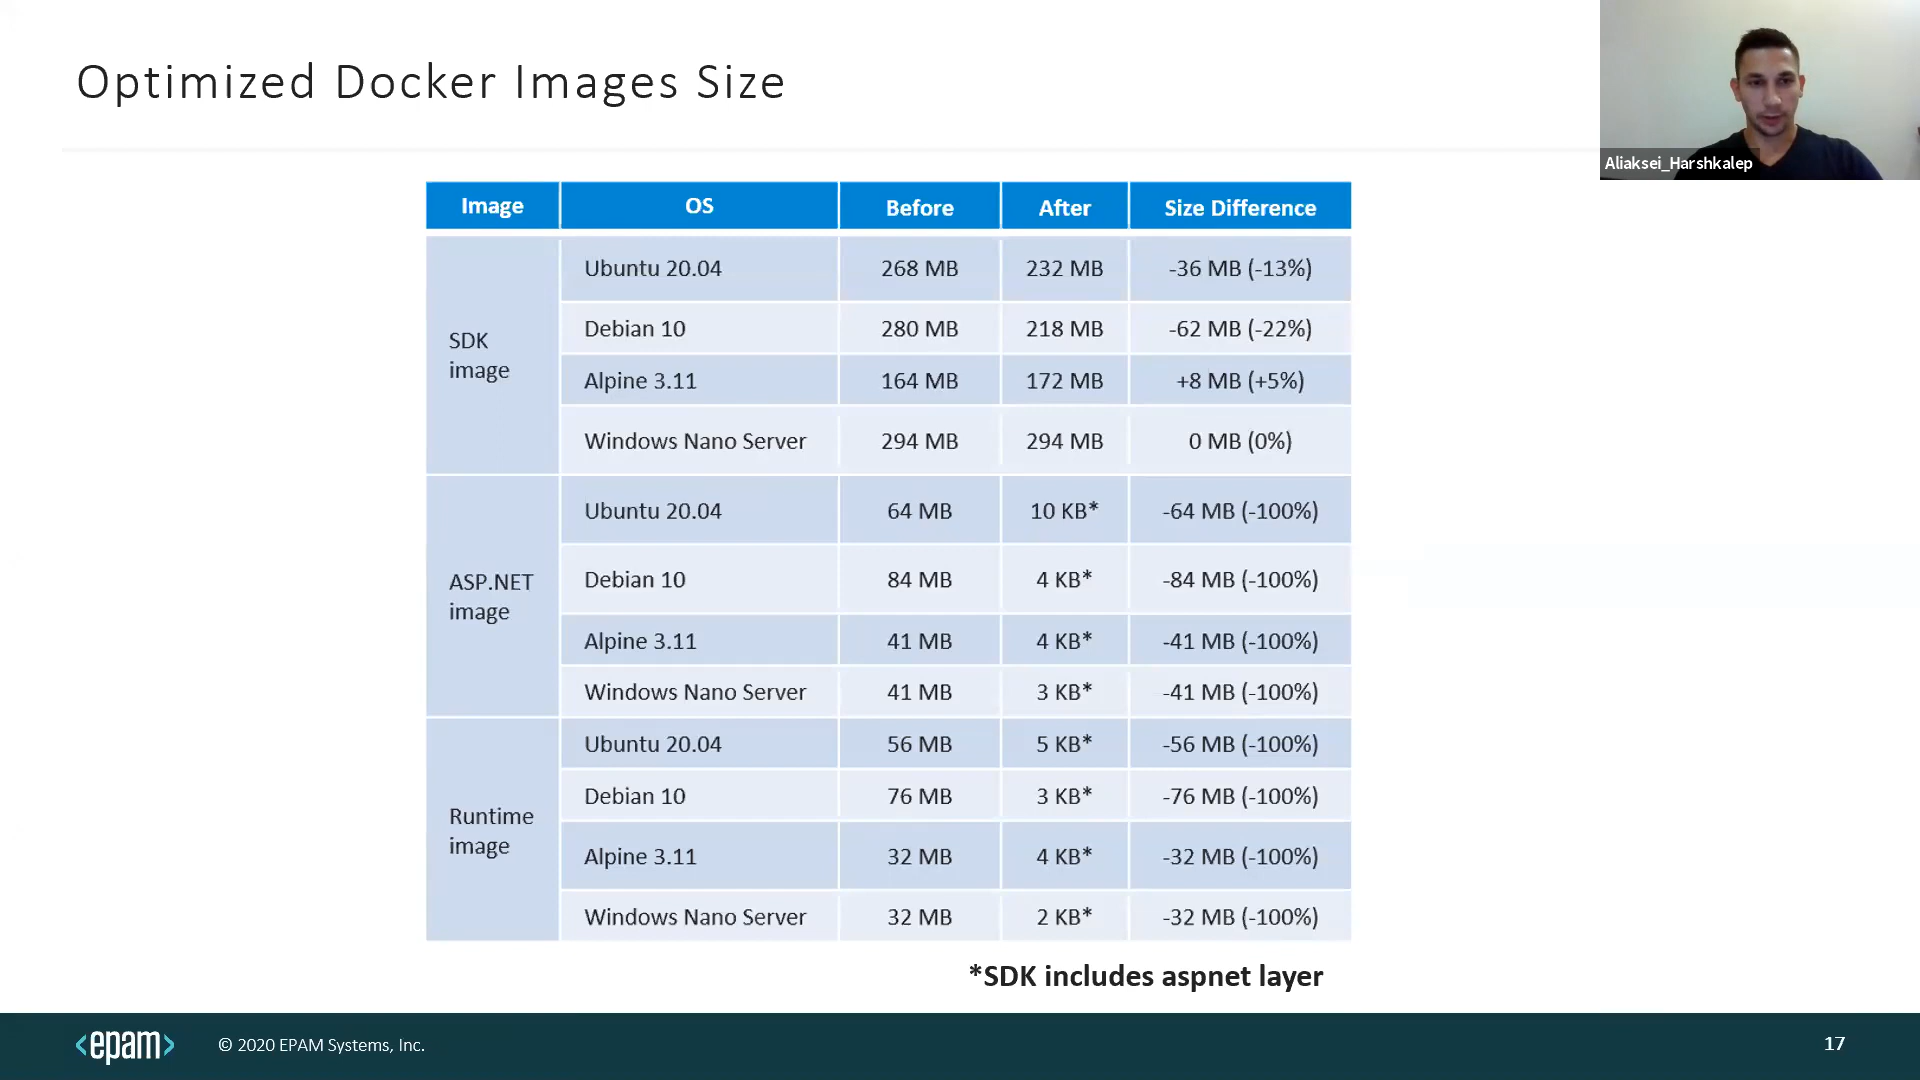 Optimized Docker Images Size
Aliaksei_Harshkalep
Image OS Before After Size Difference
SDK image
Ubuntu 20.04 268 MB 232 MB -36 MB (-13%)
Debian 10 280 MB 218 MB -62 MB (-22%)
Alpine 3.11 164 MB 172 MB +8 MB (+5%)
Windows Nano Server 294 MB 294 MB 0 MB (0%)
ASP.NET image
Ubuntu 20.04 64 MB 10 KB* -64 MB (-100%)
Debian 10 84 MB 4 KB* -84 MB (-100%)
Alpine 3.11 41 MB 4 KB* -41 MB (-100%)
Windows Nano Server 41 MB 3 KB* -41 MB (-100%)
Runtime image
Ubuntu 20.04 56 MB 5 KB* -56 MB (-100%)
Debian 10 76 MB 3 KB* -76 MB (-100%)
Alpine 3.11 32 MB 4 KB* -32 MB (-100%)
Windows Nano Server 32 MB 2 KB* -32 MB (-100%)
*SDK includes aspnet layer
<epam> © 2020 EPAM Systems, Inc. 17